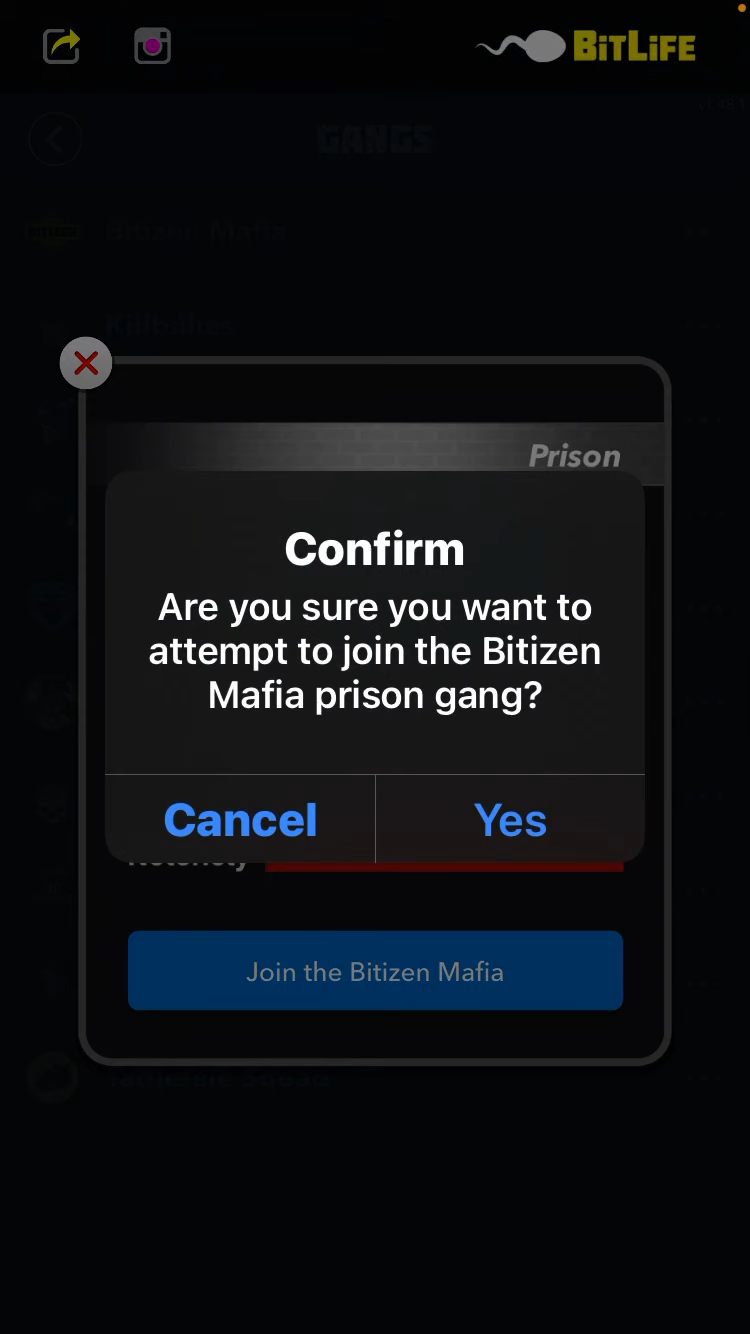 BitLiFE
GANGS
Bitizen Mafia
Prison
Confirm
Are you sure you want to
attempt to join the Bitizen
Mafia prison gang?
Cancel
Yes
Notoriety
Join the Bitizen Mafia